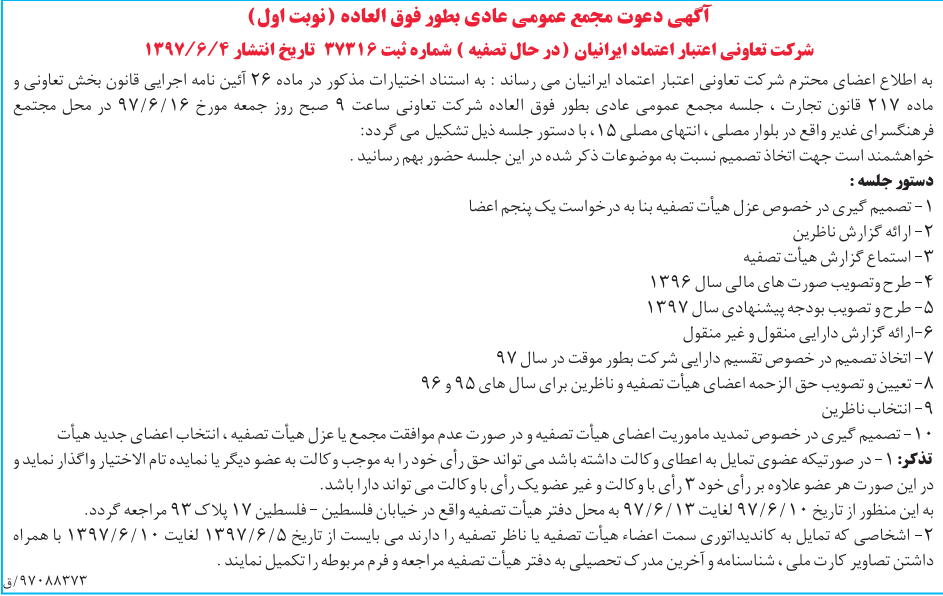 آگهی دعوت مجمع عمومی عادی بطور فوق العاده (نوبت اول)
شرکت تعاونی اعتبار اعتماد ایرانیان (در حال تصفیه) شماره ثبت ۳۷۳۱۶ تاریخ انتشار ۱۳۹۷/۶/۴
به اطلاع اعضای محترم شرکت تعاونی اعتبار اعتماد ایرانیان می رساند : به استناد اختیارات مذکور در ماده ۲۶ آئین نامه اجرایی قانون بخش تعاونی و
ماده ۲۱۷ قانون تجارت ، جلسه مجمع عمومی عادی بطور فوق العاده شرکت تعاونی ساعت ۹ صبح روز جمعه مورخ ۹۷/۶/۱۶ در محل مجتمع
فرهنگسرای غدیر واقع در بلوار مصلی ، انتهای مصلی ۱۵، با دستور جلسه ذیل تشکیل می گردد:
خواهشمند است جهت اتخاذ تصمیم نسبت به موضوعات ذکر شده در این جلسه حضور بهم رسانید .
دستور جلسه :
۱- تصمیم گیری در خصوص عزل هیأت تصفیه بنا به درخواست یک پنجم اعضا
۲- ارائه گزارش ناظرین
۳- استماع گزارش هیأت تصفیه
۴- طرح وتصویب صورت های مالی سال ۱۳۹۶
۵- طرح و تصویب بودجه پیشنهادی سال ۱۳۹۷
۶-ارائه گزارش دارایی منقول و غیر منقول
۷- اتخاذ تصمیم در خصوص تقسیم دارایی شرکت بطور موقت در سال ۹۷
۸- تعیین و تصویب حق الزحمه اعضای هیأت تصفیه و ناظرین برای سال های ۹۵ و ۹۶
۹- انتخاب ناظرین
۱۰- تصمیم گیری در خصوص تمدید ماموریت اعضای هیأت تصفیه و در صورت عدم موافقت مجمع یا عزل هیأت تصفیه ، انتخاب اعضای جدید هیأت
تذکر: ۱- در صورتیکه عضوی تمایل به اعطای وکالت داشته باشد می تواند حق رأی خود را به موجب وکالت به عضو دیگر یا نمایده تام الاختیار واگذار نماید و
در این صورت هر عضو علاوه بر رأی خود ۳ رأی با وکالت و غیر عضو یک رأی با وکالت می تواند دارا باشد.
به این منظور از تاریخ ۹۷/۶/۱۰ لغایت ۹۷/۶/۱۳ به محل دفتر هیأت تصفیه واقع در خیابان فلسطین - فلسطین ۱۷ پلاک ۹۳ مراجعه گردد.
۲- اشخاصی که تمایل به کاندیداتوری سمت اعضاء هیأت تصفیه یا ناظر تصفیه را دارند می بایست از تاریخ ۱۳۹۷/۶/۵ لغایت ۱۳۹۷/۶/۱۰ با همراه
داشتن تصاویر کارت ملی ، شناسنامه و آخرین مدرک تحصیلی به دفتر هیأت تصفیه مراجعه و فرم مربوطه را تکمیل نمایند .
۹۷۰۸۸۳۷۳/ق